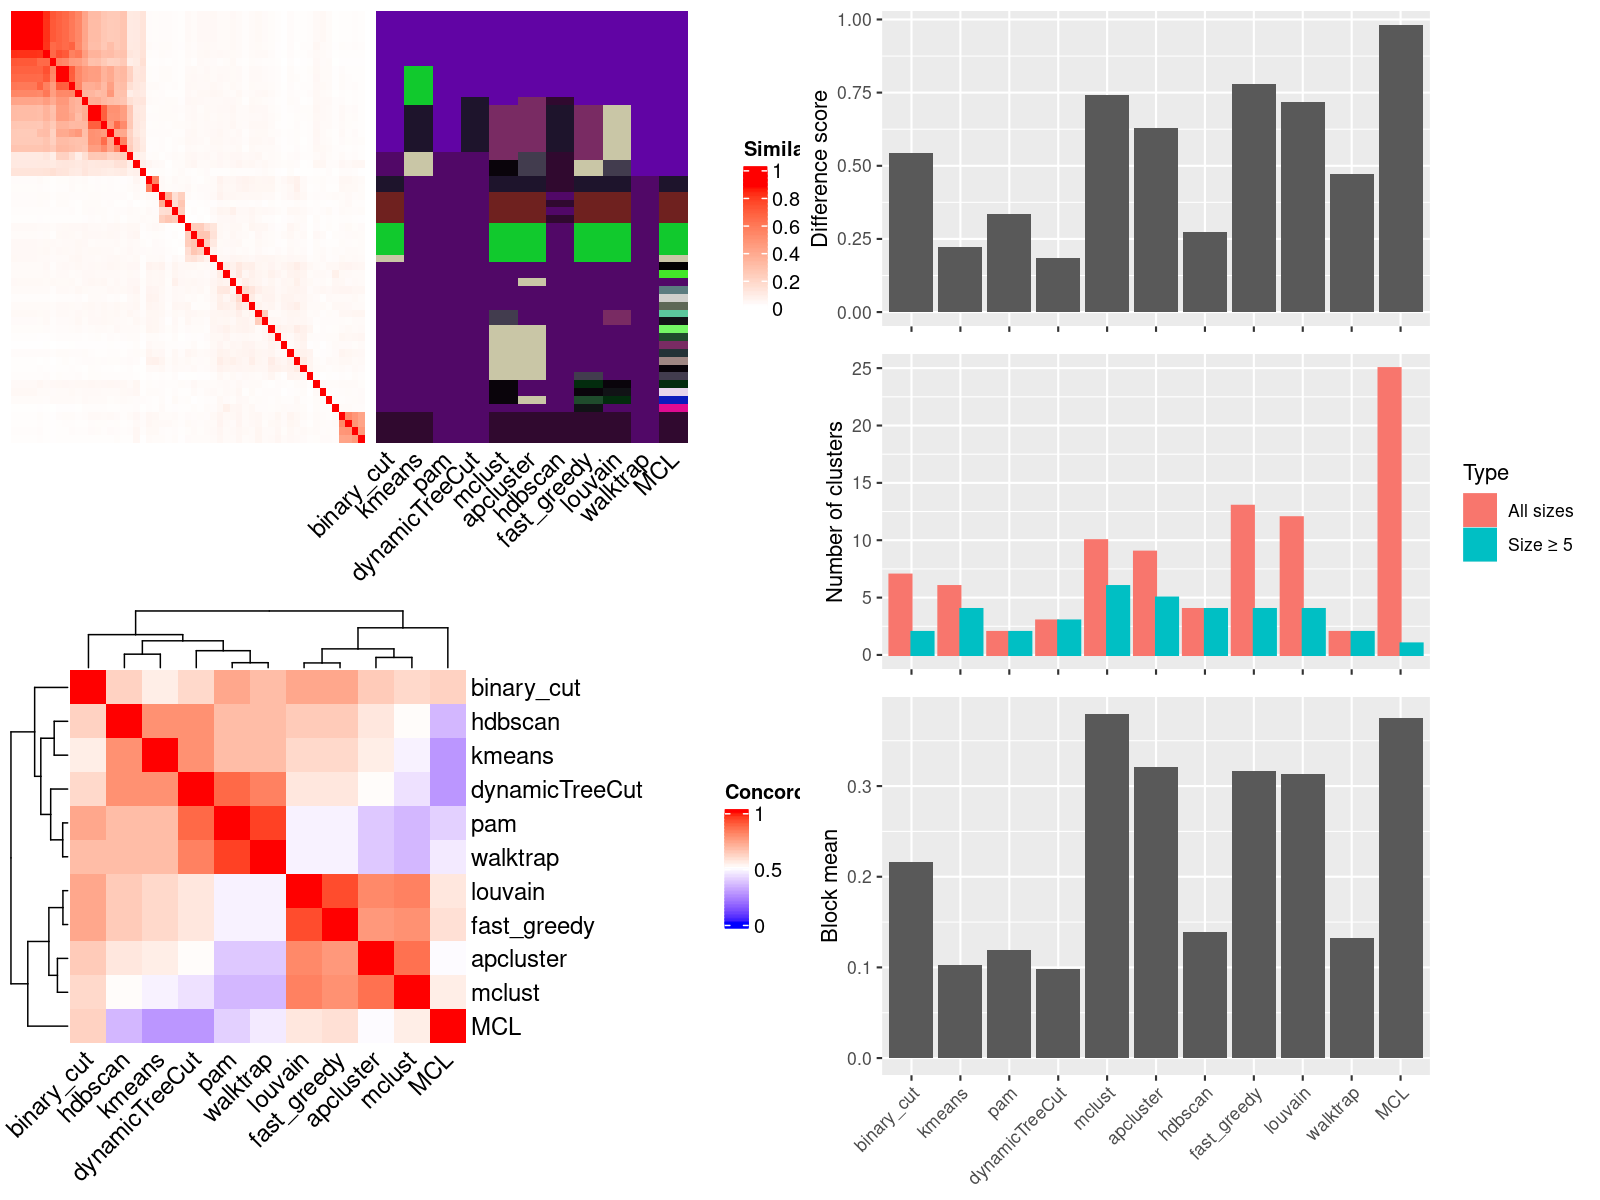 Simila
1
0.8
0.6
0.4
0.2
0
binary_cut
kmeans
pam
dynamicTreeCut
mclust
apcluster
hdbscan
fast_greedy
louvain
walktrap
MCL
binary_cut
hdbscan
kmeans
dynamicTreeCut
pam
walktrap
louvain
fast_greedy
apcluster
mclust
MCL
binary_cut
hdbscan
kmeans
dynamicTreeCut
pam
walktrap
louvain
fast_greedy
apcluster
mclust
MCL
Concord
1
0.5
0
Difference score
1.00
0.75
0.50
0.25
0.00
Number of clusters
25
20
15
10
5
0
Type
All sizes
Size ≥ 5
Block mean
0.3
0.2
0.1
0.0
binary_cut
kmeans
pam
dynamicTreeCut
mclust
apcluster
hdbscan
fast_greedy
louvain
walktrap
MCL